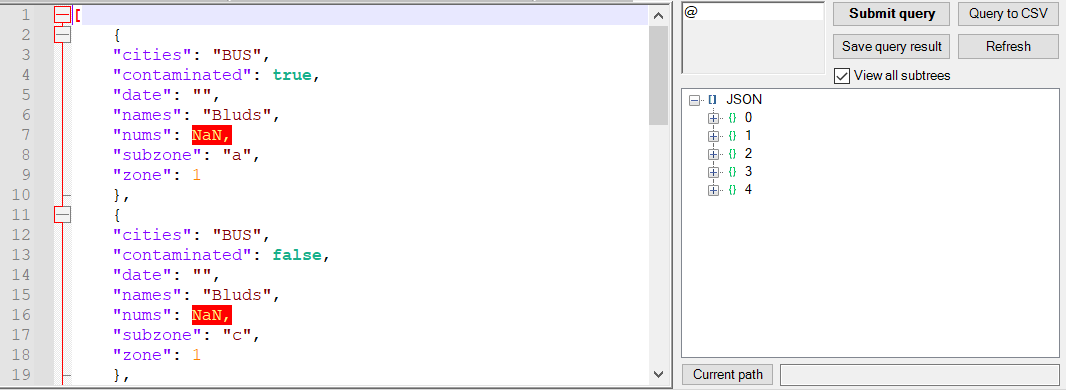 1 [
2 {
3 "cities": "BUS",
4 "contaminated": true,
5 "date": "",
6 "names": "Bluds",
7 "nums": NaN,
8 "subzone": "a",
9 "zone": 1
10 },
11 {
12 "cities": "BUS",
13 "contaminated": false,
14 "date": "",
15 "names": "Bluds",
16 "nums": NaN,
17 "subzone": "c",
18 "zone": 1
19 },
@
Submit query
Query to CSV
Save query result
Refresh
View all subtrees
[] JSON
{} 0
{} 1
{} 2
{} 3
{} 4
Current path